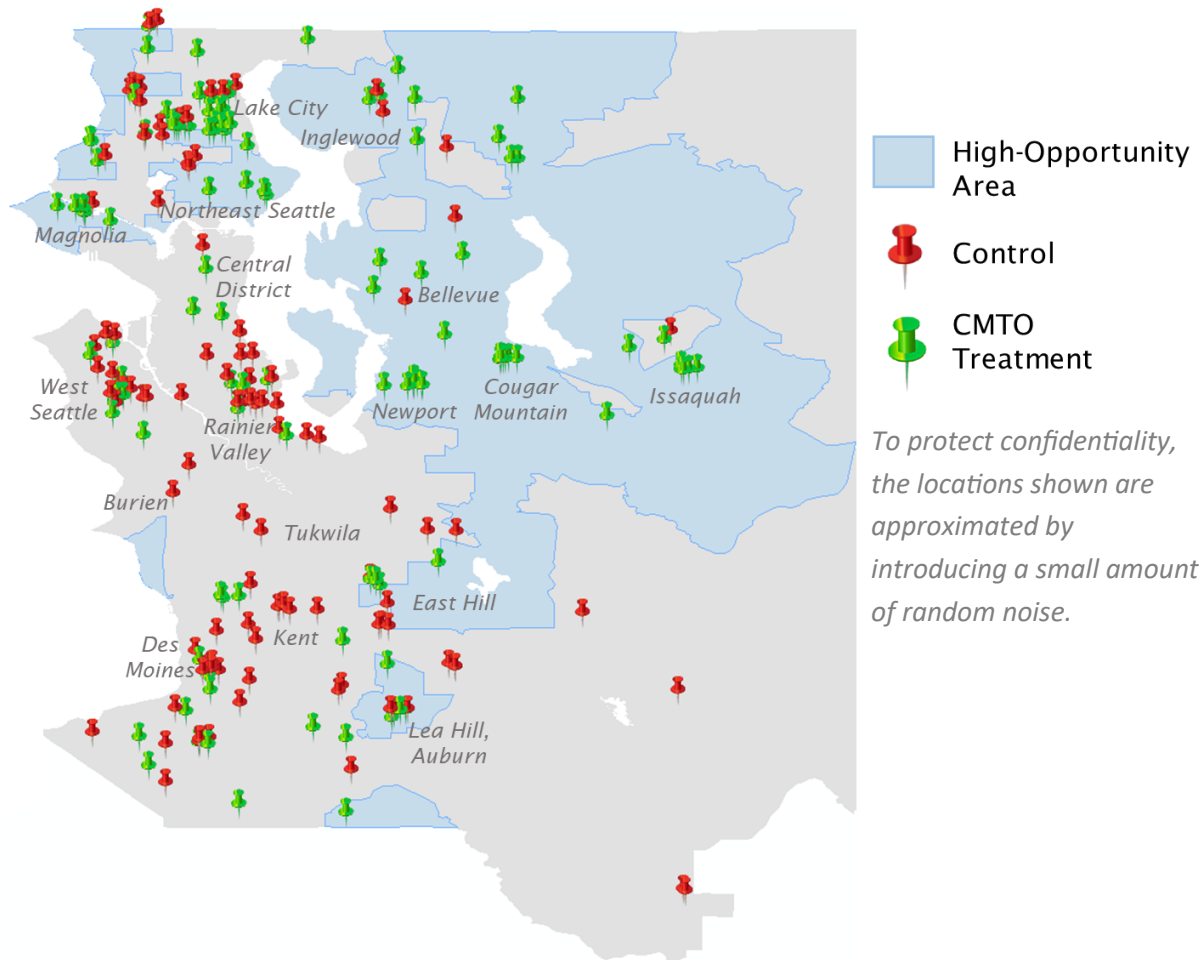 Lake City
Inglewood
Northeast Seattle
Magnolia
Central
District
Bellevue
West
Seattle
Newport
Cougar
Mountain
Issaquah
Rainier
Valley
Burien
Tukwila
East Hill
Kent
Des
Moines
Lea Hill,
Auburn
High-Opportunity
Area
Control
CMTO
Treatment
To protect confidentiality,
the locations shown are
approximated by
introducing a small amount
of random noise.